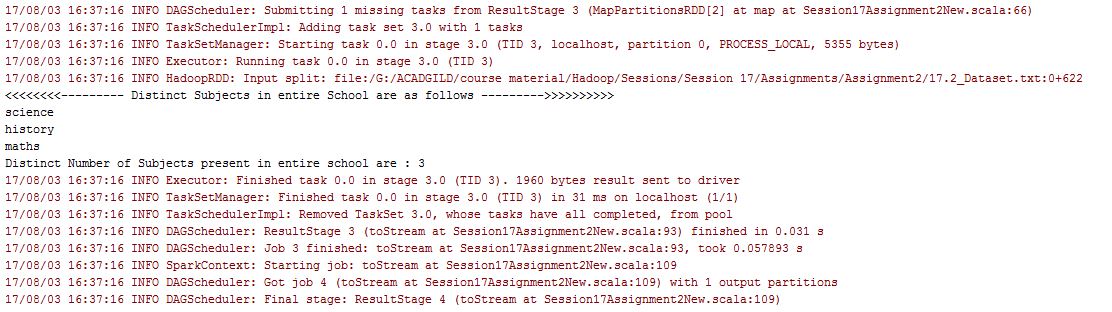 17/08/03 16:37:16 INFO DAGScheduler: Submitting 1 missing tasks from ResultStage 3 (MapPartitionsRDD[2] at map at Session17Assignment2New.scala:66)
17/08/03 16:37:16 INFO TaskSchedulerImpl: Adding task set 3.0 with 1 tasks
17/08/03 16:37:16 INFO TaskSetManager: Starting task 0.0 in stage 3.0 (TID 3, localhost, partition 0, PROCESS_LOCAL, 5355 bytes)
17/08/03 16:37:16 INFO Executor: Running task 0.0 in stage 3.0 (TID 3)
17/08/03 16:37:16 INFO HadoopRDD: Input split: file:/G:/ACADGILD/course material/Hadoop/Sessions/Session 17/Assignments/Assignment2/17.2_Dataset.txt:0+622
<<<<<<<<--------- Distinct Subjects in entire School are as follows --------->>>>>>>>>>
science
history
maths
Distinct Number of Subjects present in entire school are : 3
17/08/03 16:37:16 INFO Executor: Finished task 0.0 in stage 3.0 (TID 3). 1960 bytes result sent to driver
17/08/03 16:37:16 INFO TaskSetManager: Finished task 0.0 in stage 3.0 (TID 3) in 31 ms on localhost (1/1)
17/08/03 16:37:16 INFO TaskSchedulerImpl: Removed TaskSet 3.0, whose tasks have all completed, from pool
17/08/03 16:37:16 INFO DAGScheduler: ResultStage 3 (toStream at Session17Assignment2New.scala:93) finished in 0.031 s
17/08/03 16:37:16 INFO DAGScheduler: Job 3 finished: toStream at Session17Assignment2New.scala:93, took 0.057893 s
17/08/03 16:37:16 INFO SparkContext: Starting job: toStream at Session17Assignment2New.scala:109
17/08/03 16:37:16 INFO DAGScheduler: Got job 4 (toStream at Session17Assignment2New.scala:109) with 1 output partitions
17/08/03 16:37:16 INFO DAGScheduler: Final stage: ResultStage 4 (toStream at Session17Assignment2New.scala:109)